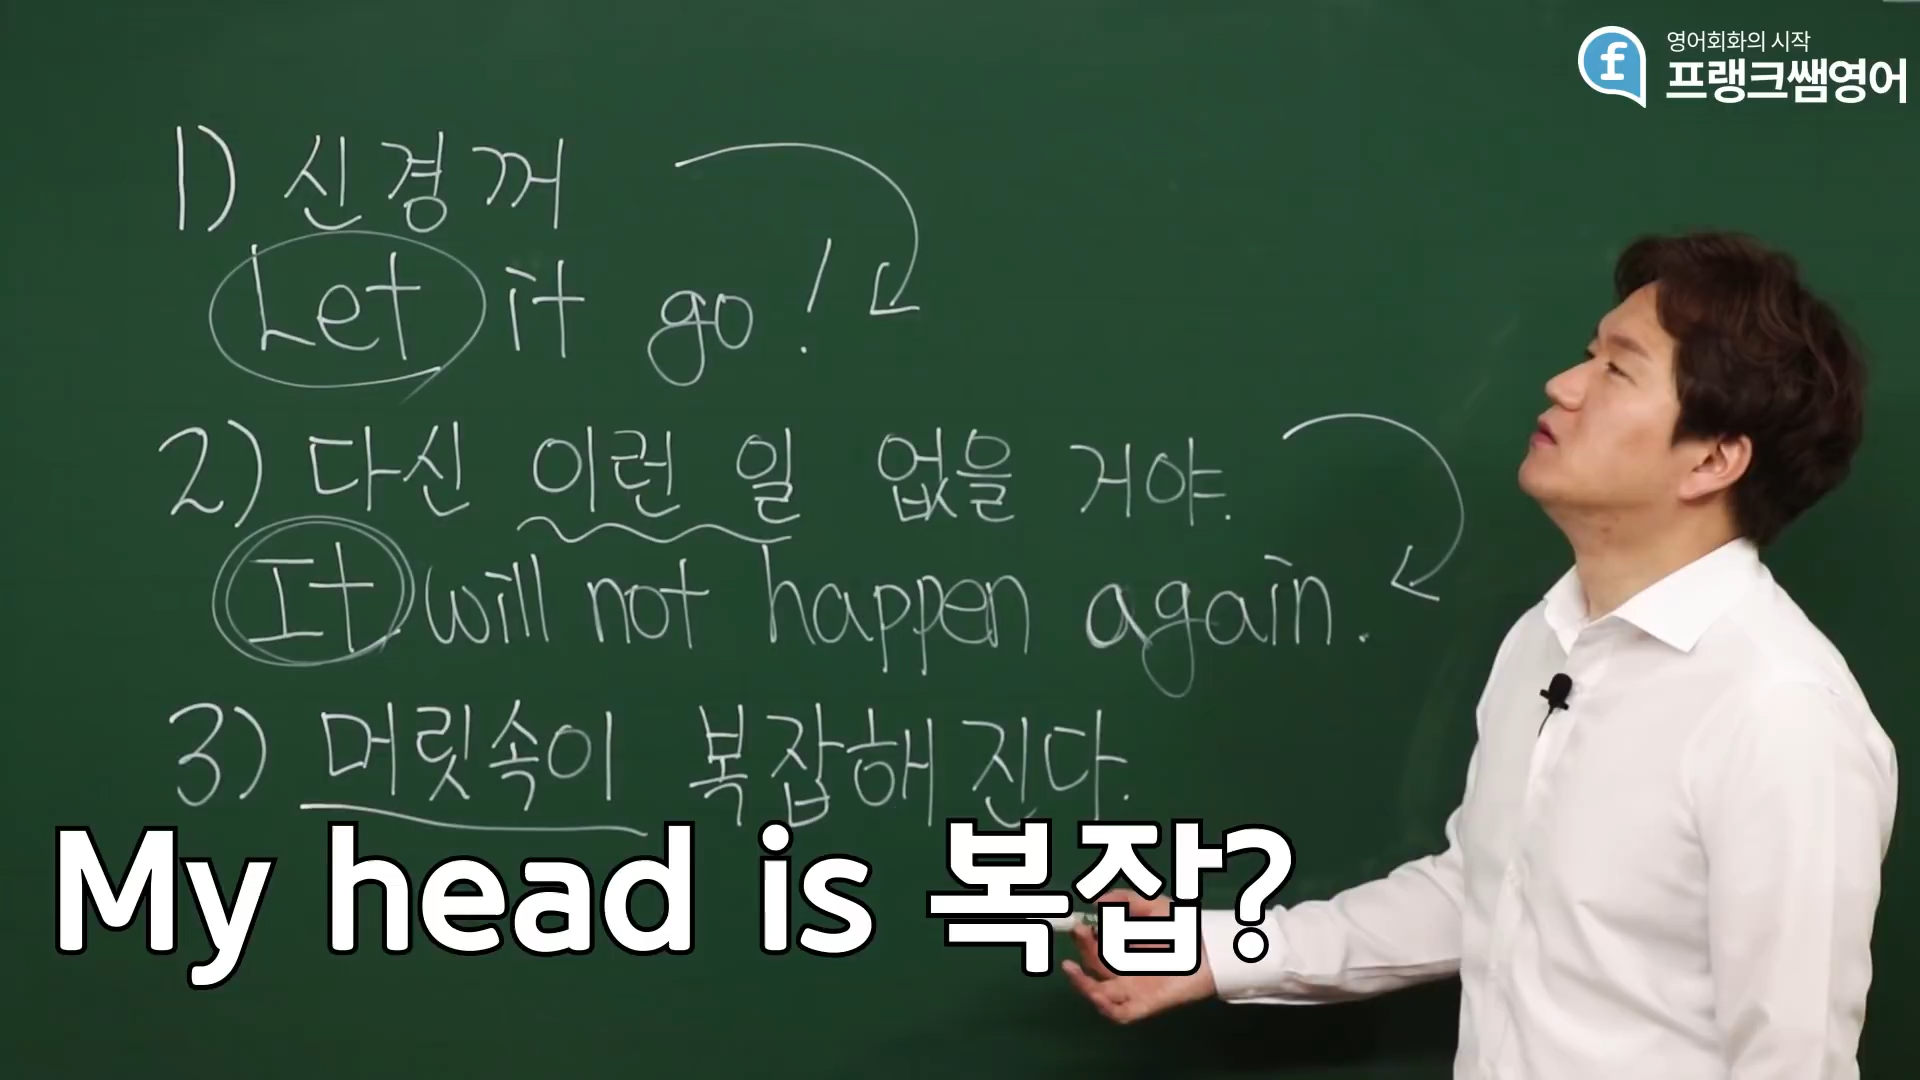 영어회화의 시작
프랭크쌤영어
1) 신경꺼
Let it go!
2) 다신 이런 일 없을 거야.
It will not happen again.
3) 머릿속이 복잡해진다.
My head is 복잡?